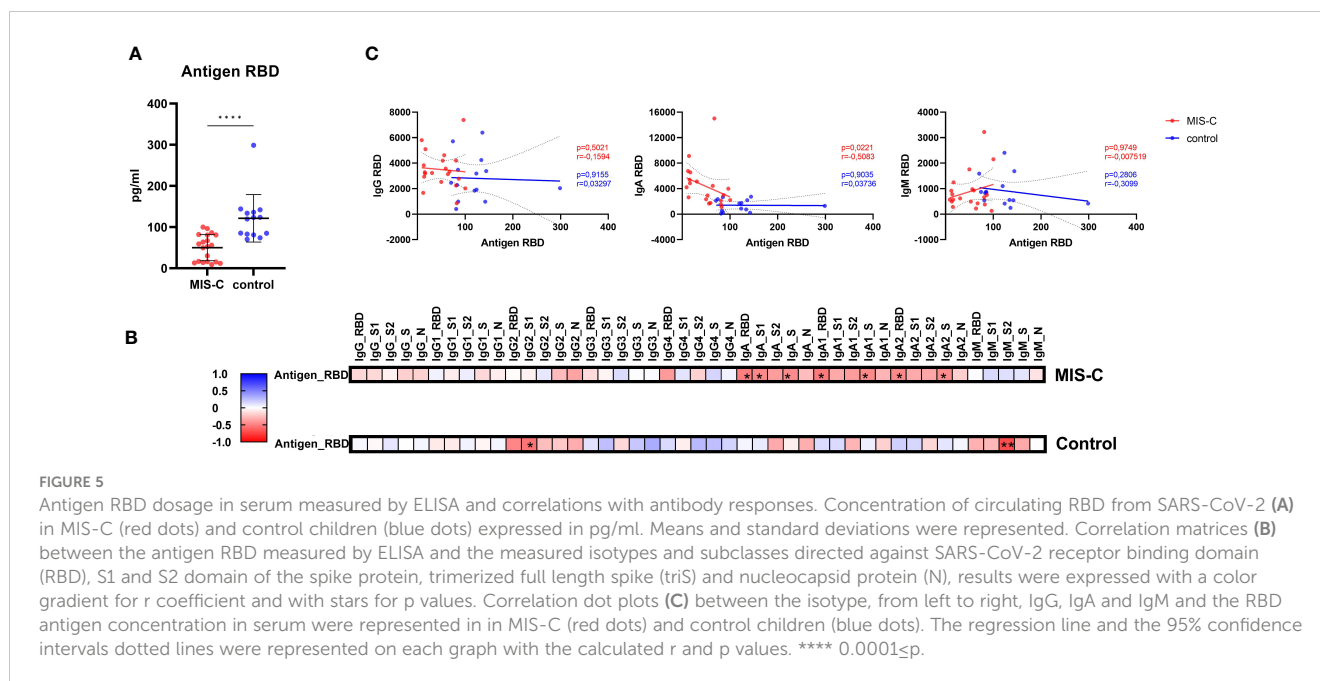 A
Antigen RBD
400
300
200
100
0
pg/ml
****
MIS-C control
C
8000
6000
4000
2000
0
-2000
IgG RBD
100 200 300 400
Antigen RBD
p=0,5021
r=-0,1594
p=0,9155
r=0,03297
16000
12000
8000
4000
0
-4000
IgA RBD
100 200 300 400
Antigen RBD
p=0,0221
r=-0,5083
p=0,9035
r=0,03736
4000
3000
2000
1000
0
-1000
IgM RBD
100 200 300 400
Antigen RBD
p=0,9749
r=-0,007519
p=0,2806
r=-0,3099
MIS-C
control
B
1.0
0.5
0
-0.5
-1.0
IgG_RBD
IgG_S1
IgG_S2
IgG_S
IgG_N
IgG1_RBD
IgG1_S1
IgG1_S2
IgG1_S
IgG1_N
IgG2_RBD
IgG2_S1
IgG2_S2
IgG2_S
IgG2_N
IgG3_RBD
IgG3_S1
IgG3_S2
IgG3_S
IgG3_N
IgG4_RBD
IgG4_S1
IgG4_S2
IgG4_S
IgG4_N
IgA_RBD
IgA_S1
IgA_S2
IgA_S
IgA_N
IgA1_RBD
IgA1_S1
IgA1_S2
IgA1_S
IgA1_N
IgA2_RBD
IgA2_S1
IgA2_S2
IgA2_S
IgA2_N
IgM_RBD
IgM_S1
IgM_S2
IgM_S
IgM_N
Antigen_RBD * * * * * * * MIS-C
Antigen_RBD * ** Control
FIGURE 5
Antigen RBD dosage in serum measured by ELISA and correlations with antibody responses. Concentration of circulating RBD from SARS-CoV-2 (A)
in MIS-C (red dots) and control children (blue dots) expressed in pg/ml. Means and standard deviations were represented. Correlation matrices (B)
between the antigen RBD measured by ELISA and the measured isotypes and subclasses directed against SARS-CoV-2 receptor binding domain
(RBD), S1 and S2 domain of the spike protein, trimerized full length spike (triS) and nucleocapsid protein (N), results were expressed with a color
gradient for r coefficient and with stars for p values. Correlation dot plots (C) between the isotype, from left to right, IgG, IgA and IgM and the RBD
antigen concentration in serum were represented in in MIS-C (red dots) and control children (blue dots). The regression line and the 95% confidence
intervals dotted lines were represented on each graph with the calculated r and p values. **** 0.0001≤p.